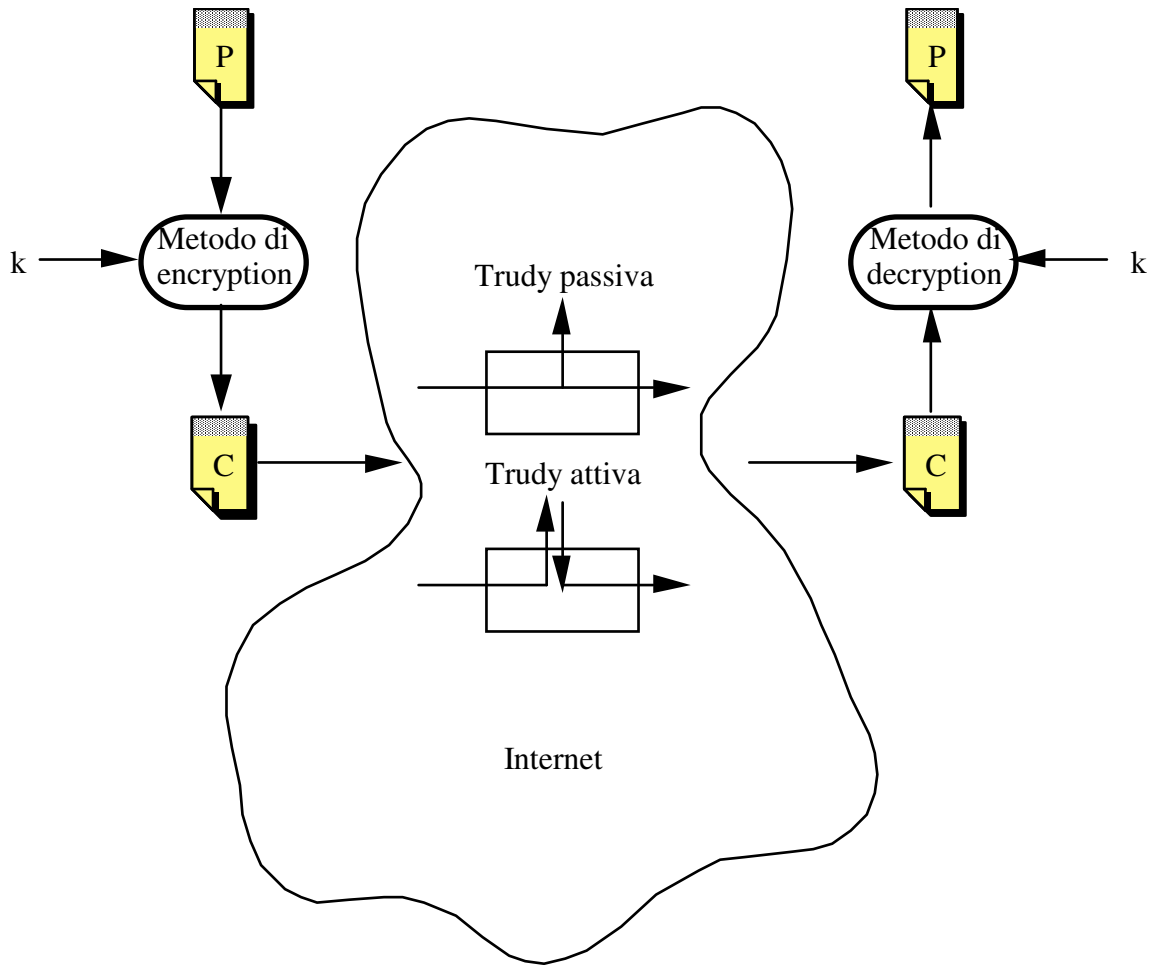 P
P
Metodo di
encryption
k
Metodo di
decryption
k
Trudy passiva
C
Trudy attiva
C
Internet